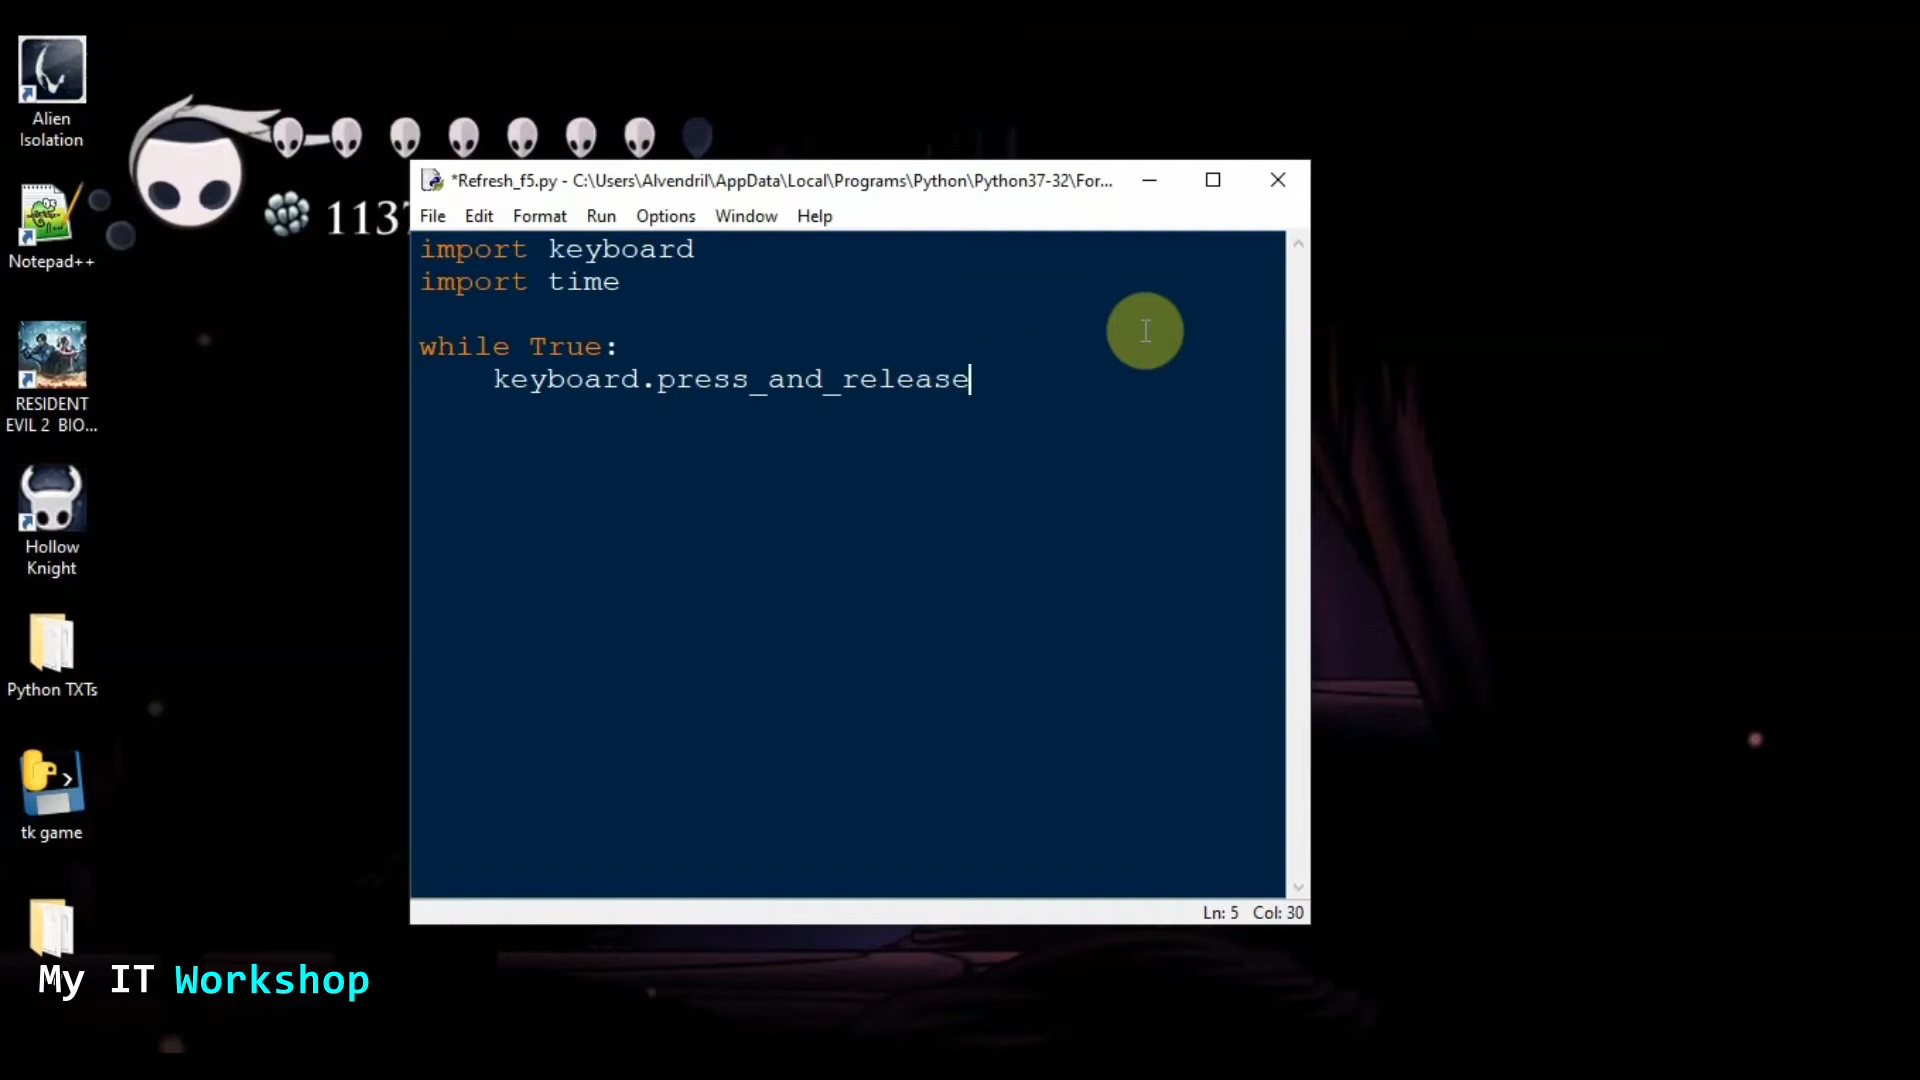 Alien
Isolation
Notepad++
RESIDENT
EVIL 2 BIO...
Hollow
Knight
Python TXTs
tk game
1137
*Refresh_f5.py - C:\Users\Alvendril\AppData\Local\Programs\Python\Python37-32\For...
File Edit Format Run Options Window Help
import keyboard
import time
while True:
keyboard.press_and_release
Ln: 5 Col: 30
My IT Workshop